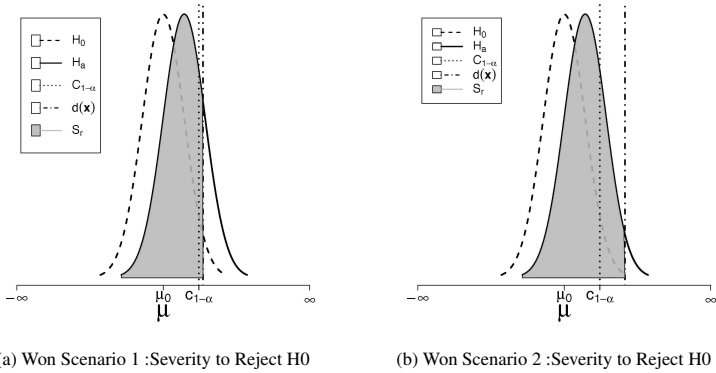 H₀
Hₐ
C₁₋α
d(x)
Sᵣ
−∞
μ₀
c₁₋α
∞
μ
(a) Won Scenario 1 :Severity to Reject H0
H₀
Hₐ
C₁₋α
d(x)
Sᵣ
−∞
μ₀
c₁₋α
∞
μ
(b) Won Scenario 2 :Severity to Reject H0